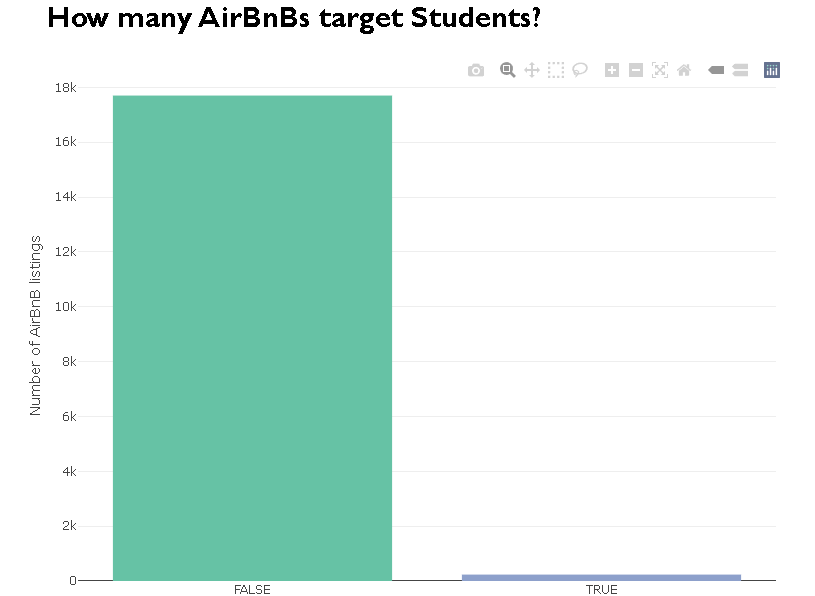 How many AirBnBs target Students?
18k
16k
14k
12k
10k
8k
6k
4k
2k
0
Number of AirBnB listings
FALSE
TRUE